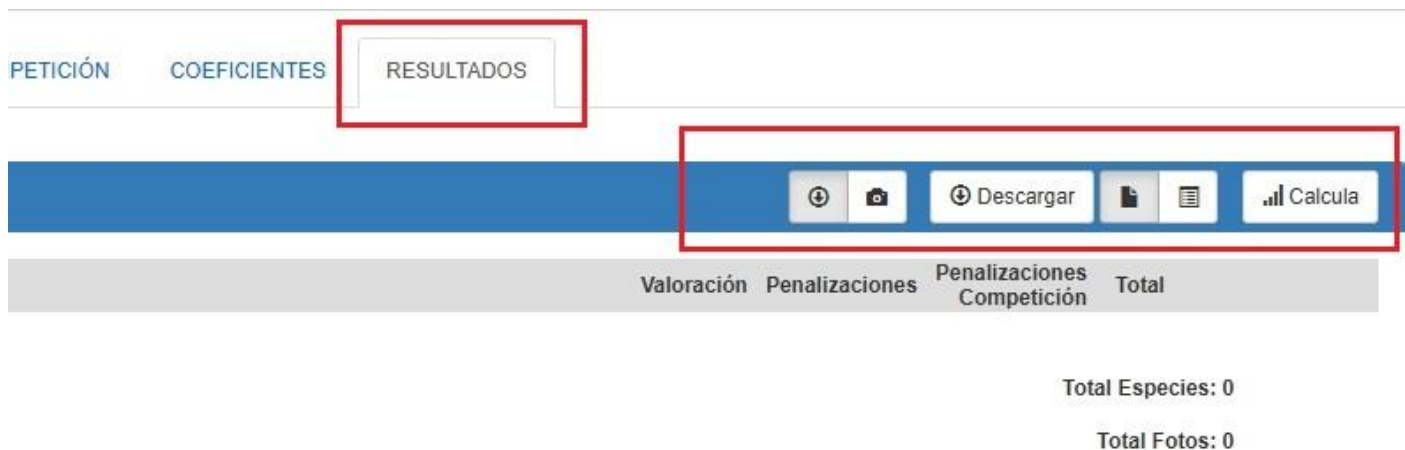 PETICIÓN COEFICIENTES RESULTADOS
Descargar Calcula
Valoración Penalizaciones Penalizaciones Competición Total
Total Especies: 0
Total Fotos: 0